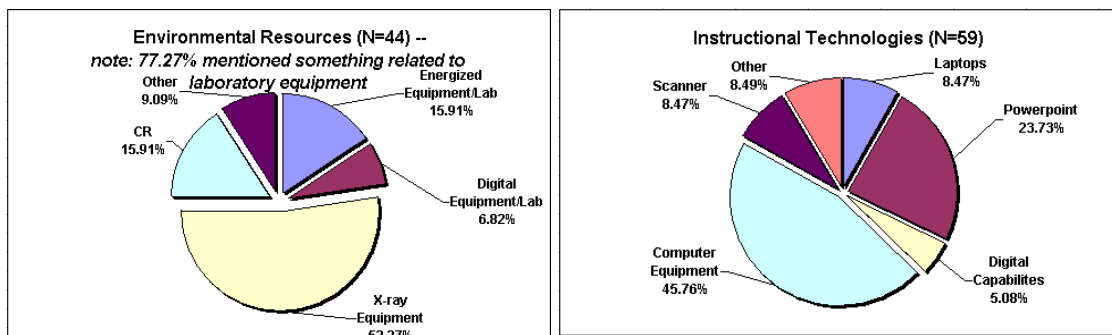 Environmental Resources (N=44) --
note: 77.27% mentioned something related to
laboratory equipment
Other
9.09%
Energized
Equipment/Lab
15.91%
CR
15.91%
Digital
Equipment/Lab
6.82%
X-ray
Equipment
52.27%
Instructional Technologies (N=59)
Other
8.49%
Laptops
8.47%
Scanner
8.47%
Powerpoint
23.73%
Computer
Equipment
45.76%
Digital
Capabilites
5.08%